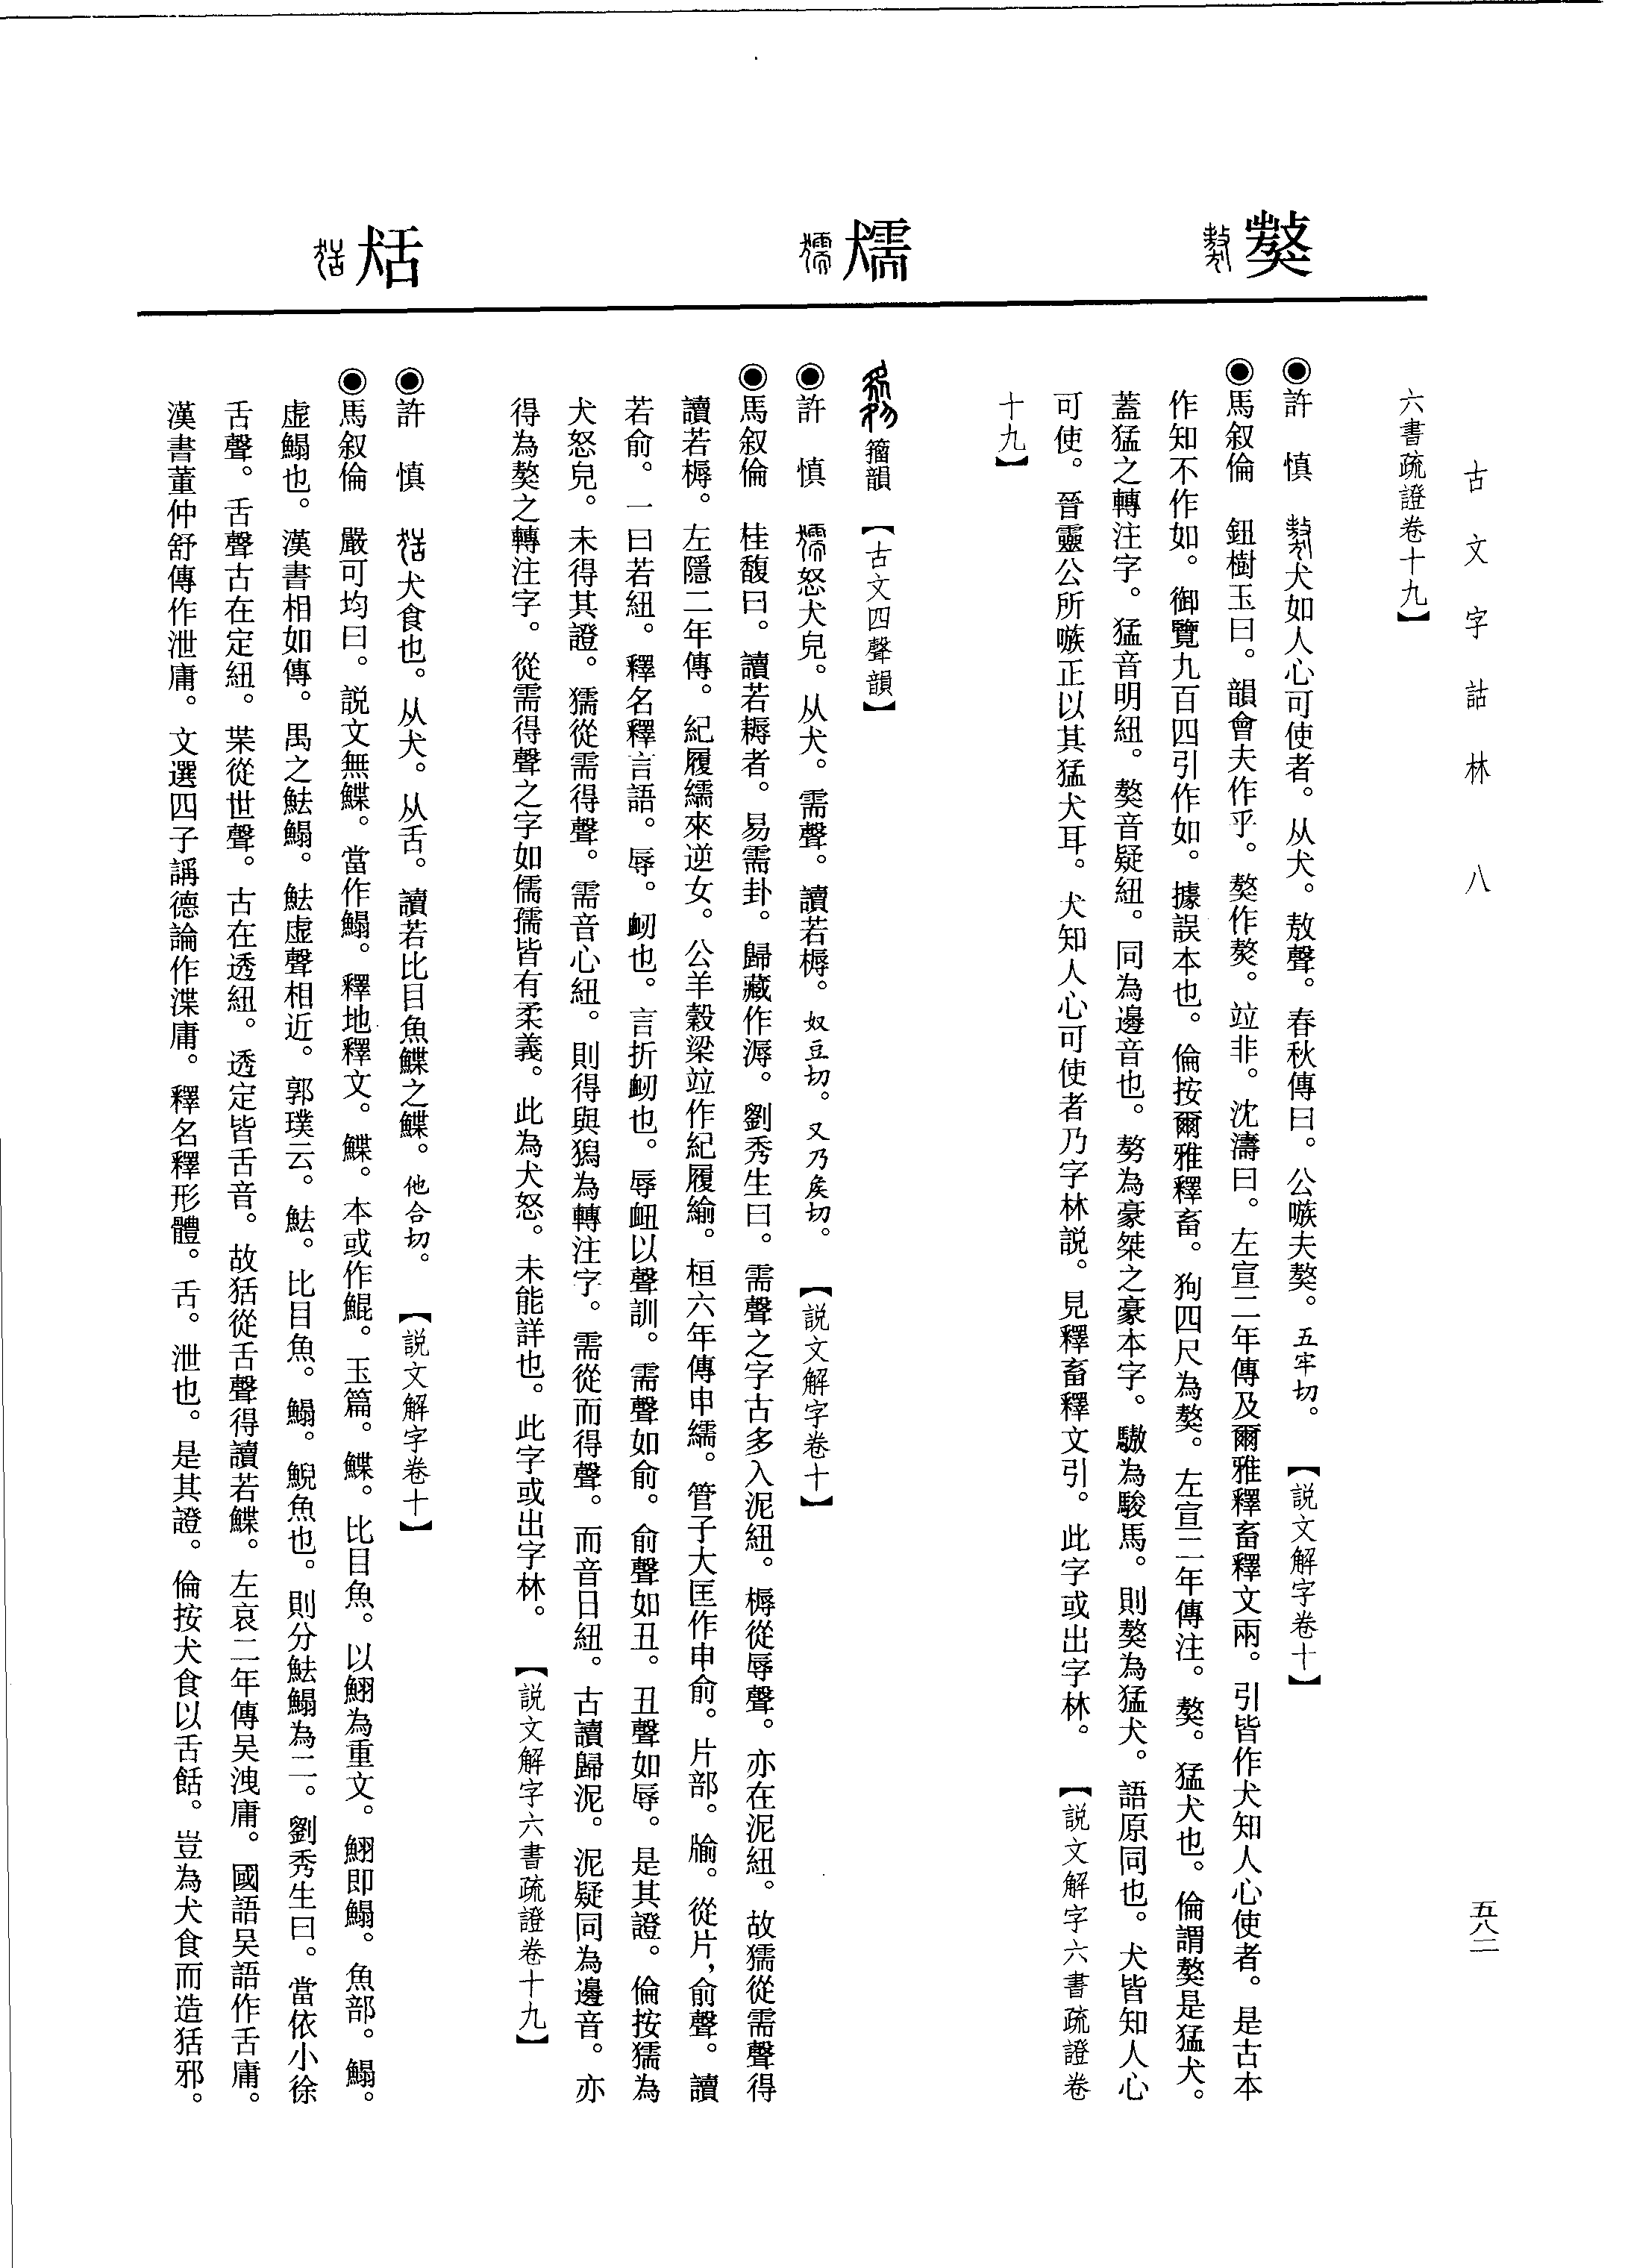 古文字詁林 八
五八二
六書疏證卷十九】
獒
◉許 慎 犬如人心可使者。从犬。敖聲。春秋傳曰。公嗾夫獒。五牢切。【説文解字卷十】
◉馬叙倫 鈕樹玉曰。韻會夫作乎。獒作獒。竝非。沈濤曰。左宣二年傳及爾雅釋畜釋文兩。引皆作犬知人心使者。是古本
作知不作如。御覽九百四引作如。據誤本也。倫按爾雅釋畜。狗四尺為獒。左宣二年傳注。獒。猛犬也。倫謂獒是猛犬。
蓋猛之轉注字。猛音明紐。獒音疑紐。同為邊音也。勢為豪桀之豪本字。驐為駿馬。則獒為猛犬。語原同也。犬皆知人心
可使。晉靈公所嗾正以其猛犬耳。犬知人心可使者乃字林説。見釋畜釋文引。此字或出字林。【説文解字六書疏證卷
十九】
獳
籀韻 【古文四聲韻】
◉許 慎 怒犬皃。从犬。需聲。讀若槈。奴豆切。又乃矦切。【説文解字卷十】
◉馬叙倫 桂馥曰。讀若耨者。易需卦。歸藏作溽。劉秀生曰。需聲之字古多入泥紐。槈從辱聲。亦在泥紐。故獳從需聲得
讀若槈。左隱二年傳。紀履繻來逆女。公羊穀梁竝作紀履綸。桓六年傳申繻。管子大匡作申俞。片部。牏。從片，俞聲。讀
若俞。一曰若紐。釋名釋言語。辱。衂也。言折衂也。辱衄以聲訓。需聲如俞。俞聲如丑。丑聲如辱。是其證。倫按獳為
犬怒皃。未得其證。獳從需得聲。需音心紐。則得與獡為轉注字。需從而得聲。而音日紐。古讀歸泥。泥疑同為邊音。亦
得為獒之轉注字。從需得聲之字如儒孺皆有柔義。此為犬怒。未能詳也。此字或出字林。【説文解字六書疏證卷十九】
狧
◉許 慎 犬食也。从犬。从舌。讀若比目魚鰈之鰈。他合切。【説文解字卷十】
◉馬叙倫 嚴可均曰。説文無鰈。當作鰨。釋地釋文。鰈。本或作鯤。玉篇。鰈。比目魚。以䱇為重文。䱇即鰨。魚部。鰨。
虛鰨也。漢書相如傳。禺之魼鰨。魼虛聲相近。郭璞云。魼。比目魚。鰨。鯢魚也。則分魼鰨為二。劉秀生曰。當依小徐
舌聲。舌聲古在定紐。枼從世聲。古在透紐。透定皆舌音。故狧從舌聲得讀若鰈。左哀二年傳吴洩庸。國語吴語作舌庸。
漢書董仲舒傳作泄庸。文選四子講德論作渫庸。釋名釋形體。舌。泄也。是其證。倫按犬食以舌餂。豈為犬食而造狧邪。